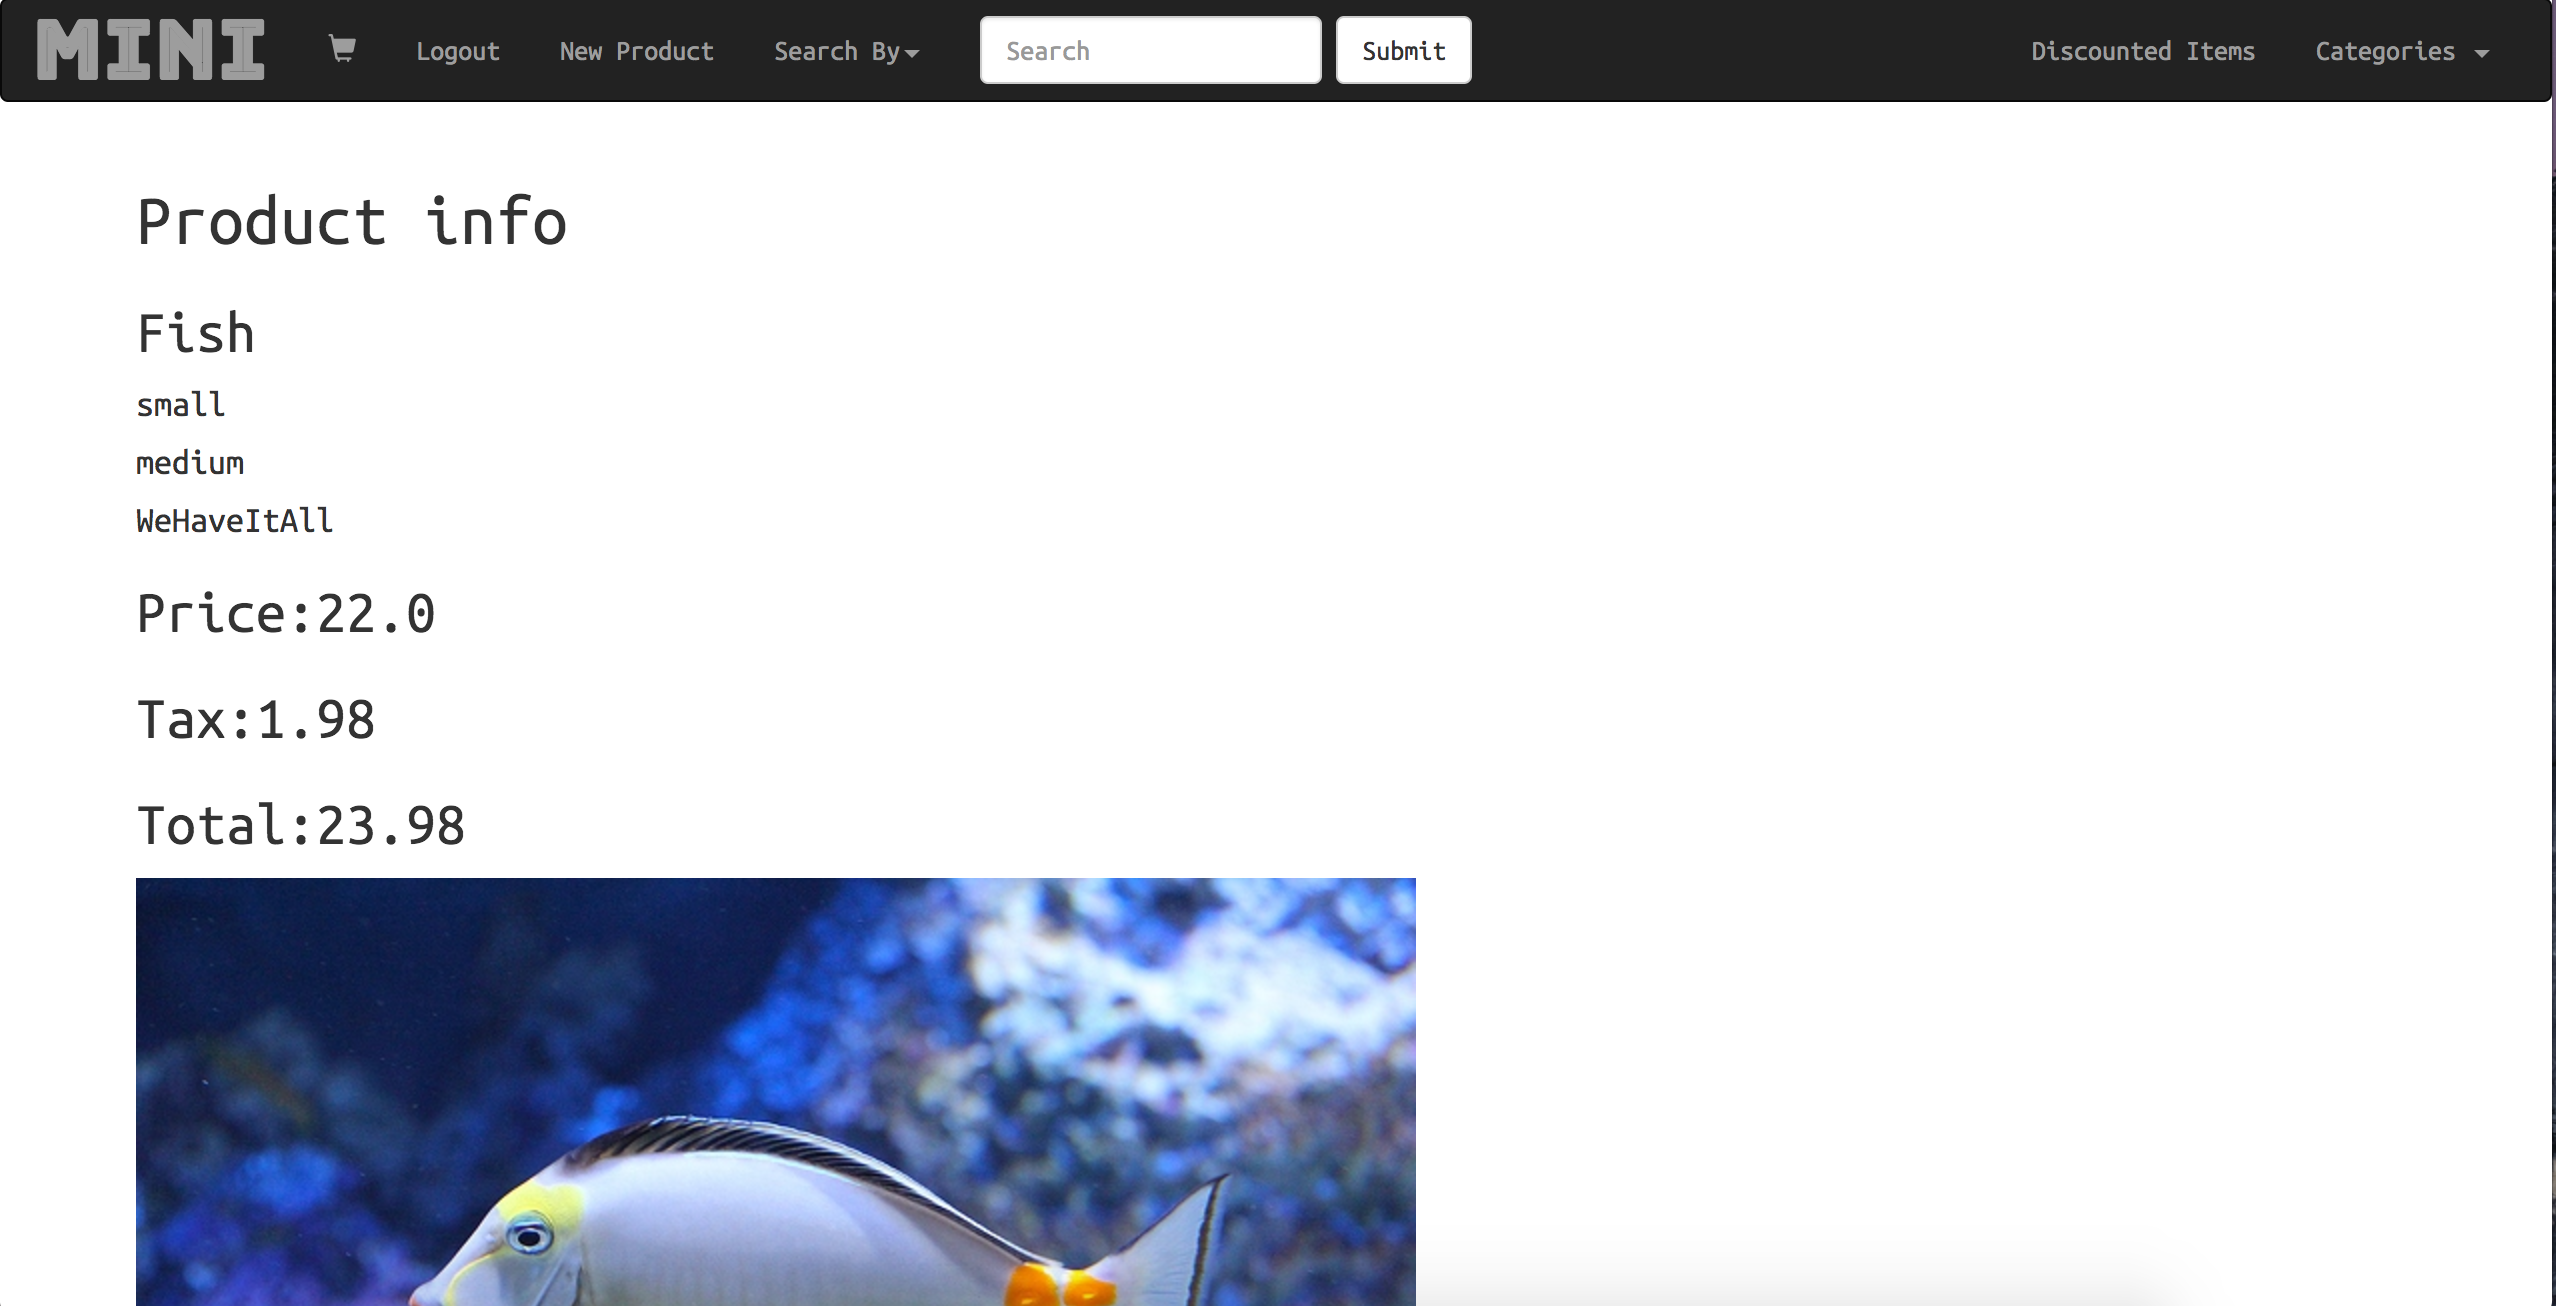 MINI Logout New Product Search By Search Submit Discounted Items Categories
Product info
Fish
small
medium
WeHaveItAll
Price:22.0
Tax:1.98
Total:23.98